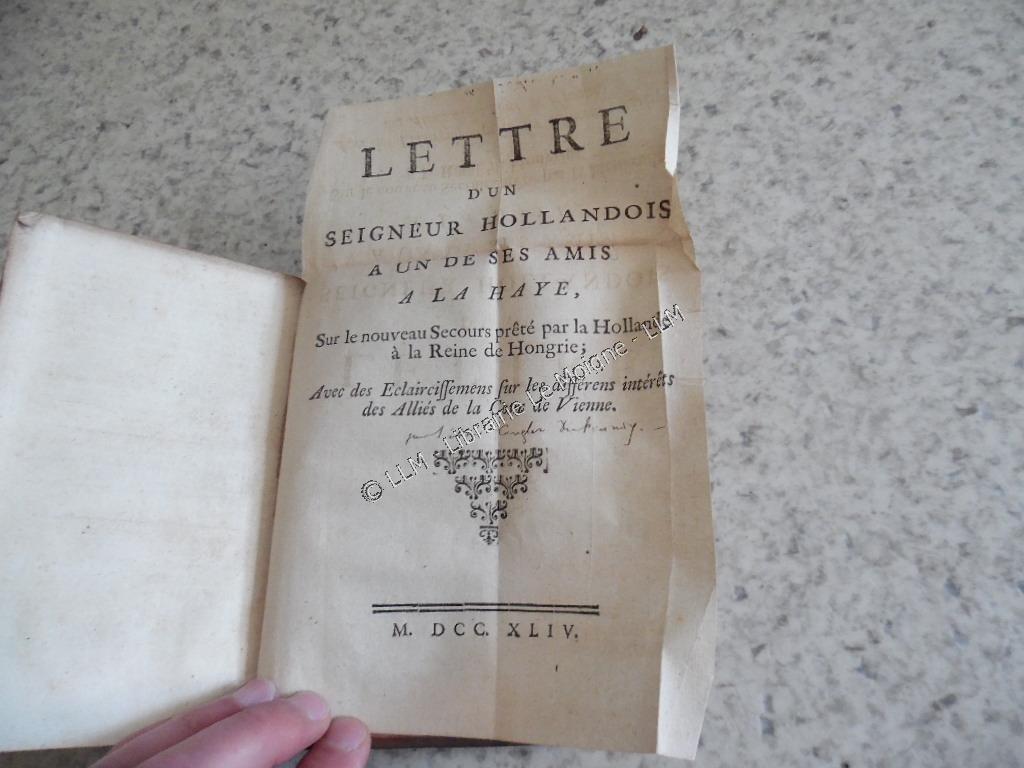 LETTRE
D'UN
SEIGNEUR HOLLANDOIS
A UN DE SES AMIS
A LA HAYE,
Sur le nouveau Secours prêté par la Hollande
à la Reine de Hongrie;
Avec des Eclairciſſemens ſur les différens intérêts
des Alliés de la Cour de Vienne.
M. DCC. XLIV.
© LLM - Librairie Le Moigne - LLM